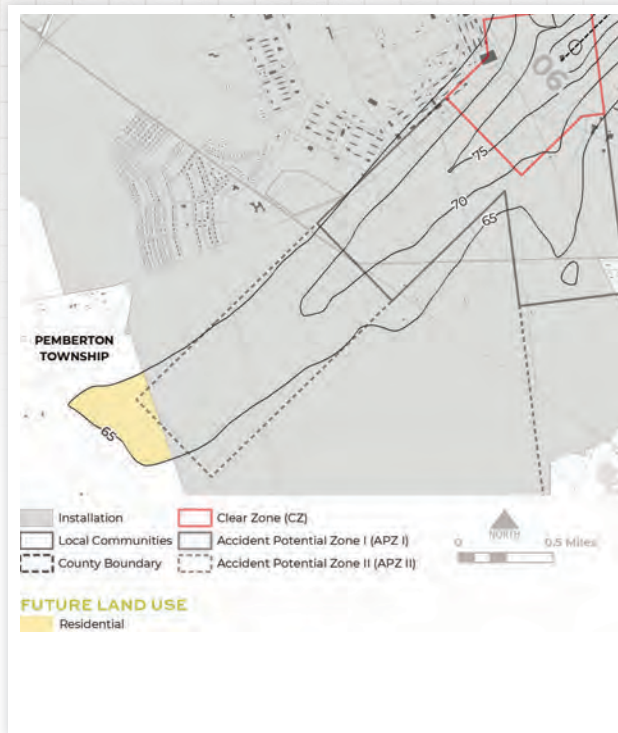 06
75
70
65
PEMBERTON
TOWNSHIP
65
Installation
Clear Zone (CZ)
Local Communities
Accident Potential Zone I (APZ I)
County Boundary
Accident Potential Zone II (APZ II)
NORTH
0 0.5 Miles
FUTURE LAND USE
Residential